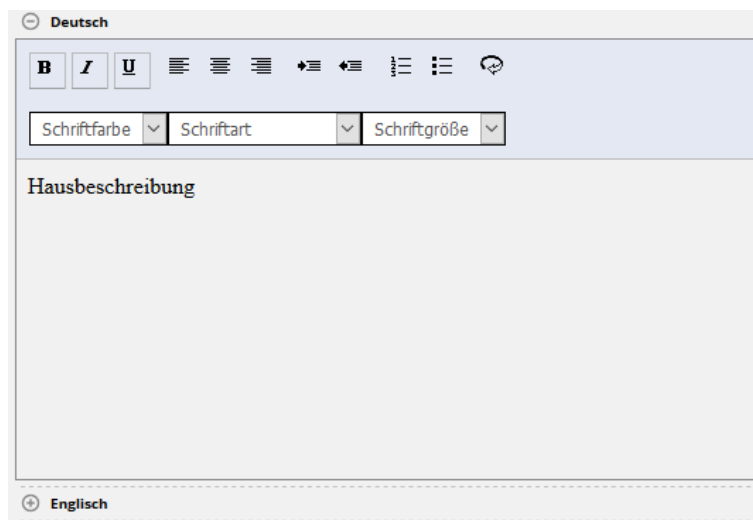 Deutsch
B I U
Schriftfarbe Schriftart Schriftgröße
Hausbeschreibung
Englisch